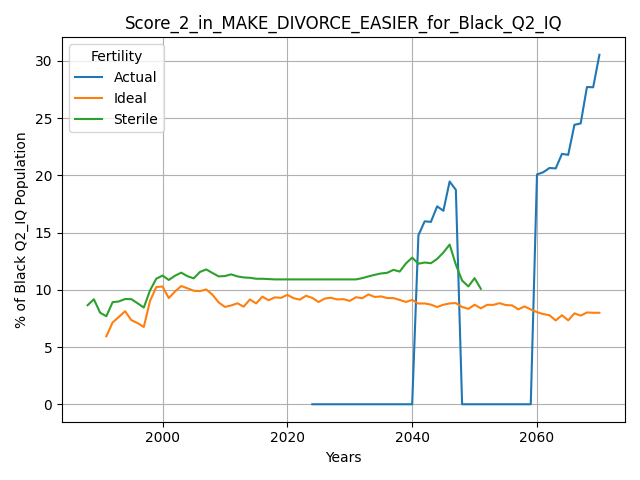 Score_2_in_MAKE_DIVORCE_EASIER_for_Black_Q2_IQ
Fertility
Actual
Ideal
Sterile
% of Black Q2_IQ Population
30
25
20
15
10
5
0
2000
2020
2040
2060
Years